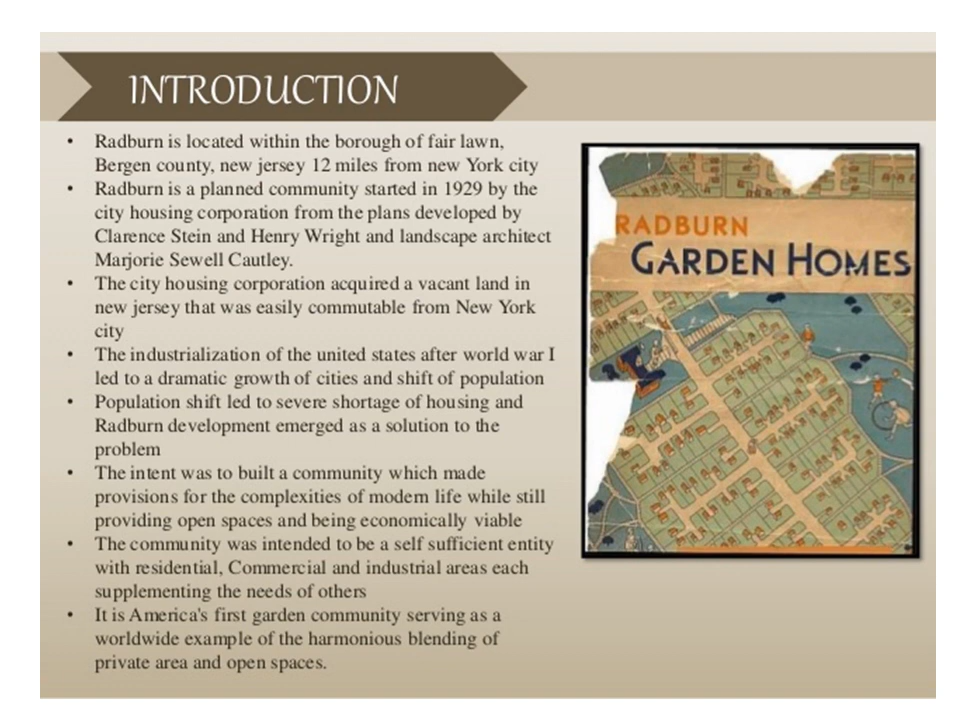 INTRODUCTION
• Radburn is located within the borough of fair lawn,
Bergen county, new jersey 12 miles from new York city
• Radburn is a planned community started in 1929 by the
city housing corporation from the plans developed by
Clarence Stein and Henry Wright and landscape architect
Marjorie Sewell Cautley.
• The city housing corporation acquired a vacant land in
new jersey that was easily commutable from New York
city
• The industrialization of the united states after world war I
led to a dramatic growth of cities and shift of population
• Population shift led to severe shortage of housing and
Radburn development emerged as a solution to the
problem
• The intent was to built a community which made
provisions for the complexities of modern life while still
providing open spaces and being economically viable
• The community was intended to be a self sufficient entity
with residential, Commercial and industrial areas each
supplementing the needs of others
• It is America's first garden community serving as a
worldwide example of the harmonious blending of
private area and open spaces.
RADBURN
GARDEN HOMES